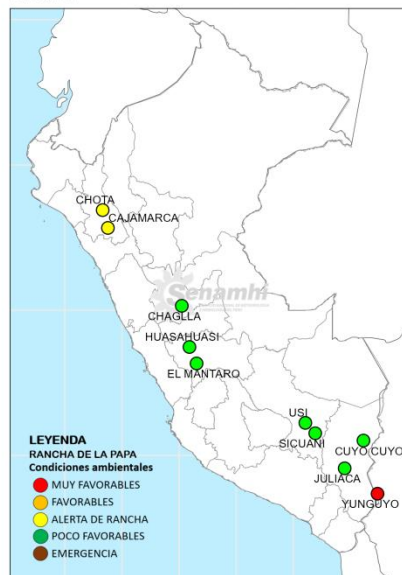 CHOTA
CAJAMARCA
Senamhi
CHAGLLA
HUASAHUASI
EL MANTARO
USI
SICUANI
CUYO CUYO
JULIACA
YUNGUYO
LEYENDA
RANCHA DE LA PAPA
Condiciones ambientales
MUY FAVORABLES
FAVORABLES
ALERTA DE RANCHA
POCO FAVORABLES
EMERGENCIA